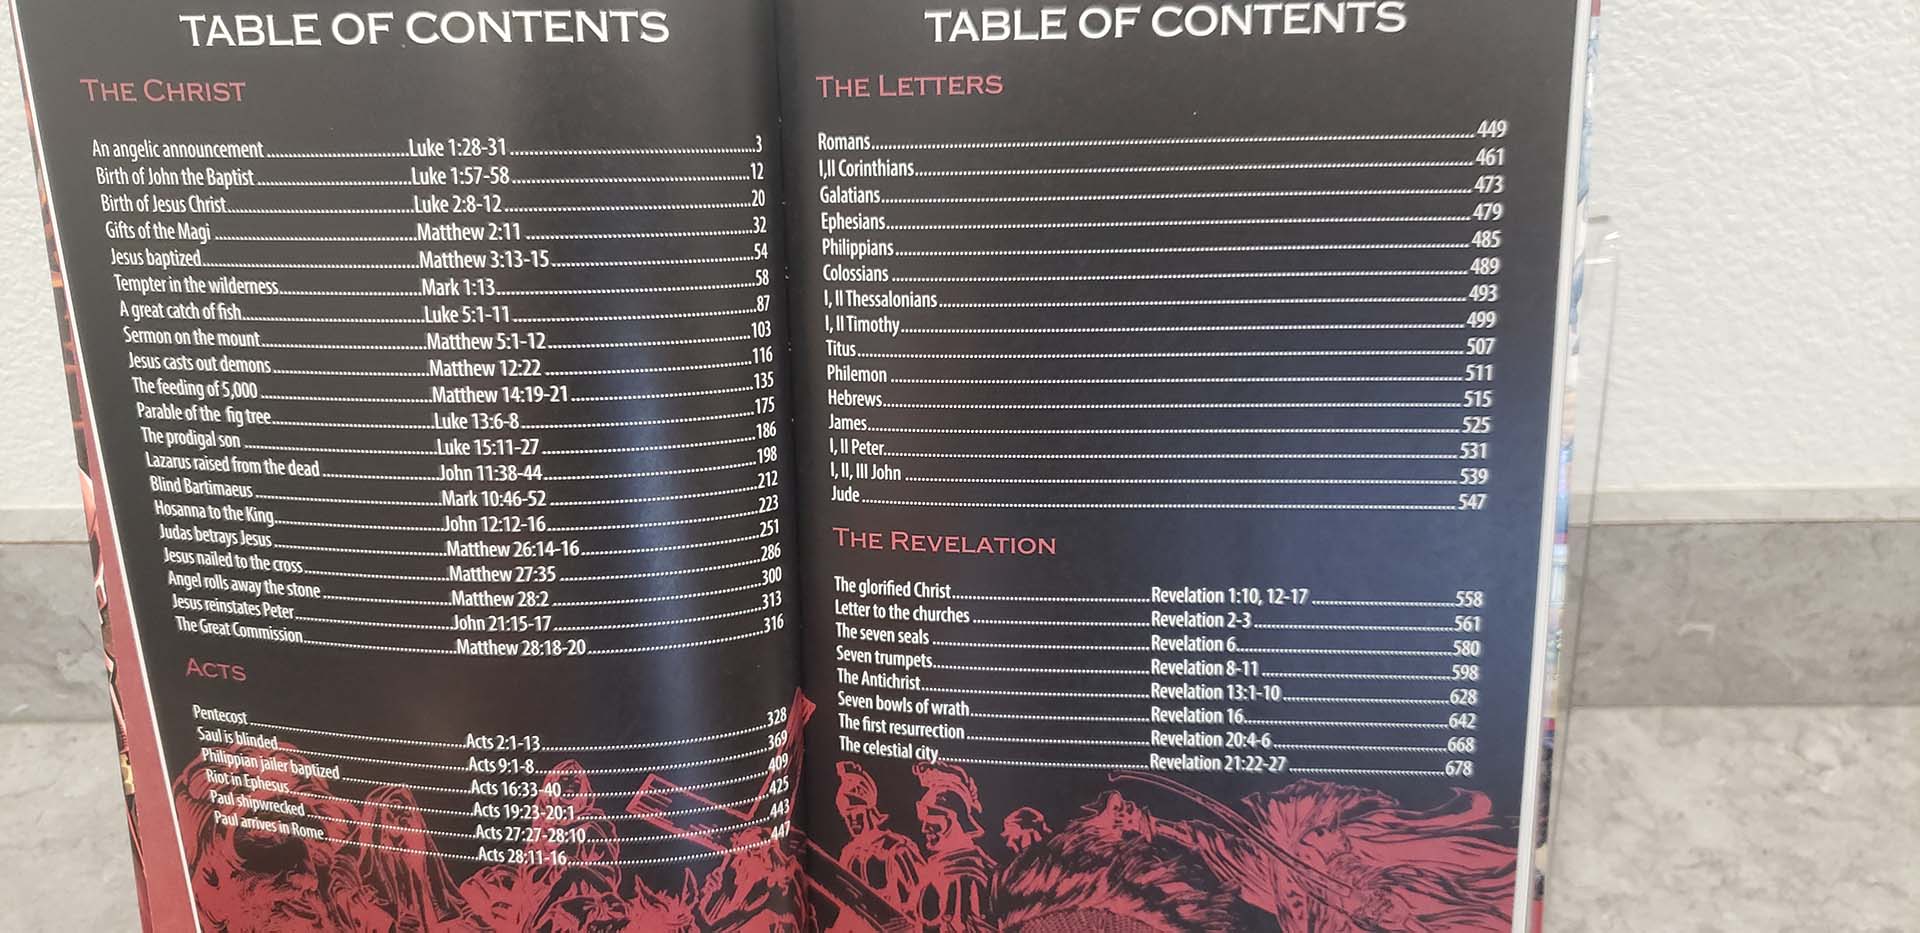 TABLE OF CONTENTS
THE CHRIST
An angelic announcement Luke 1:28-31 3
Birth of John the Baptist Luke 1:57-58 12
Birth of Jesus Christ Luke 2:8-12 20
Gifts of the Magi Matthew 2:11 32
Jesus baptized Matthew 3:13-15 54
Tempter in the wilderness Mark 1:13 58
A great catch of fish Luke 5:1-11 87
Sermon on the mount Matthew 5:1-12 103
Jesus casts out demons Matthew 12:22 116
The feeding of 5,000 Matthew 14:19-21 135
Parable of the fig tree Luke 13:6-8 175
The prodigal son Luke 15:11-27 186
Lazarus raised from the dead John 11:38-44 198
Blind Bartimaeus Mark 10:46-52 212
Hosanna to the King John 12:12-16 223
Judas betrays Jesus Matthew 26:14-16 251
Jesus nailed to the cross Matthew 27:35 286
Angel rolls away the stone Matthew 28:2 300
Jesus reinstates Peter John 21:15-17 313
The Great Commission Matthew 28:18-20 316
ACTS
Pentecost Acts 2:1-13 328
Saul is blinded Acts 9:1-8 369
Philippian jailer baptized Acts 16:33-40 409
Riot in Ephesus Acts 19:23-20:1 425
Paul shipwrecked Acts 27:27-28:10 443
Paul arrives in Rome Acts 28:11-16 447
TABLE OF CONTENTS
THE LETTERS
Romans 449
I,II Corinthians 461
Galatians 473
Ephesians 479
Philippians 485
Colossians 489
I, II Thessalonians 493
I, II Timothy 499
Titus 507
Philemon 511
Hebrews 515
James 525
I, II Peter 531
I, II, III John 539
Jude 547
THE REVELATION
The glorified Christ Revelation 1:10, 12-17 558
Letter to the churches Revelation 2-3 561
The seven seals Revelation 6 580
Seven trumpets Revelation 8-11 598
The Antichrist Revelation 13:1-10 628
Seven bowls of wrath Revelation 16 642
The first resurrection Revelation 20:4-6 668
The celestial city Revelation 21:22-27 678